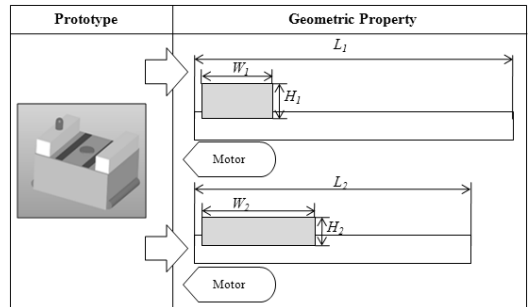 Prototype
Geometric Property
L1
W1
H1
Motor
L2
W2
H2
Motor